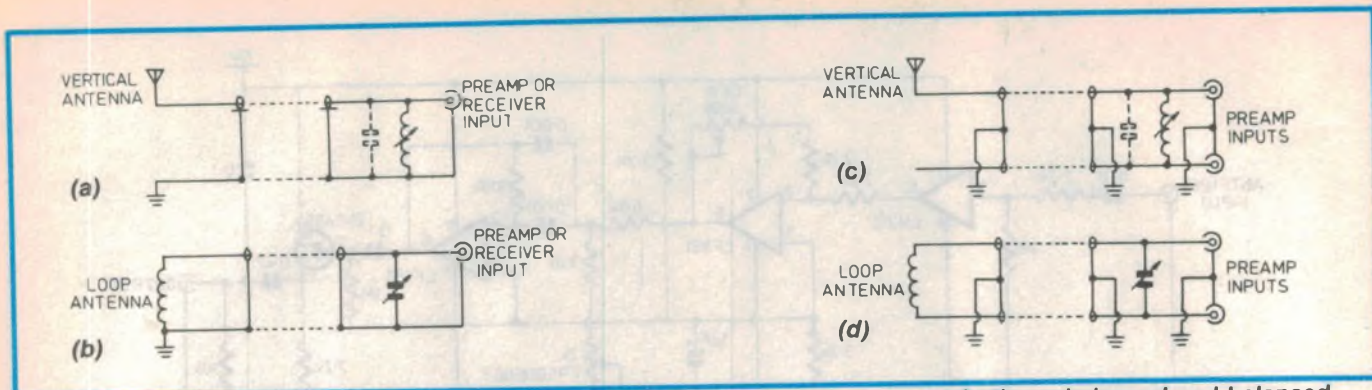 VERTICAL
ANTENNA
PREAMP OR
RECEIVER
INPUT
(a)
LOOP
ANTENNA
PREAMP OR
RECEIVER
INPUT
(b)
VERTICAL
ANTENNA
PREAMP
INPUTS
(c)
LOOP
ANTENNA
PREAMP
INPUTS
(d)
balanced